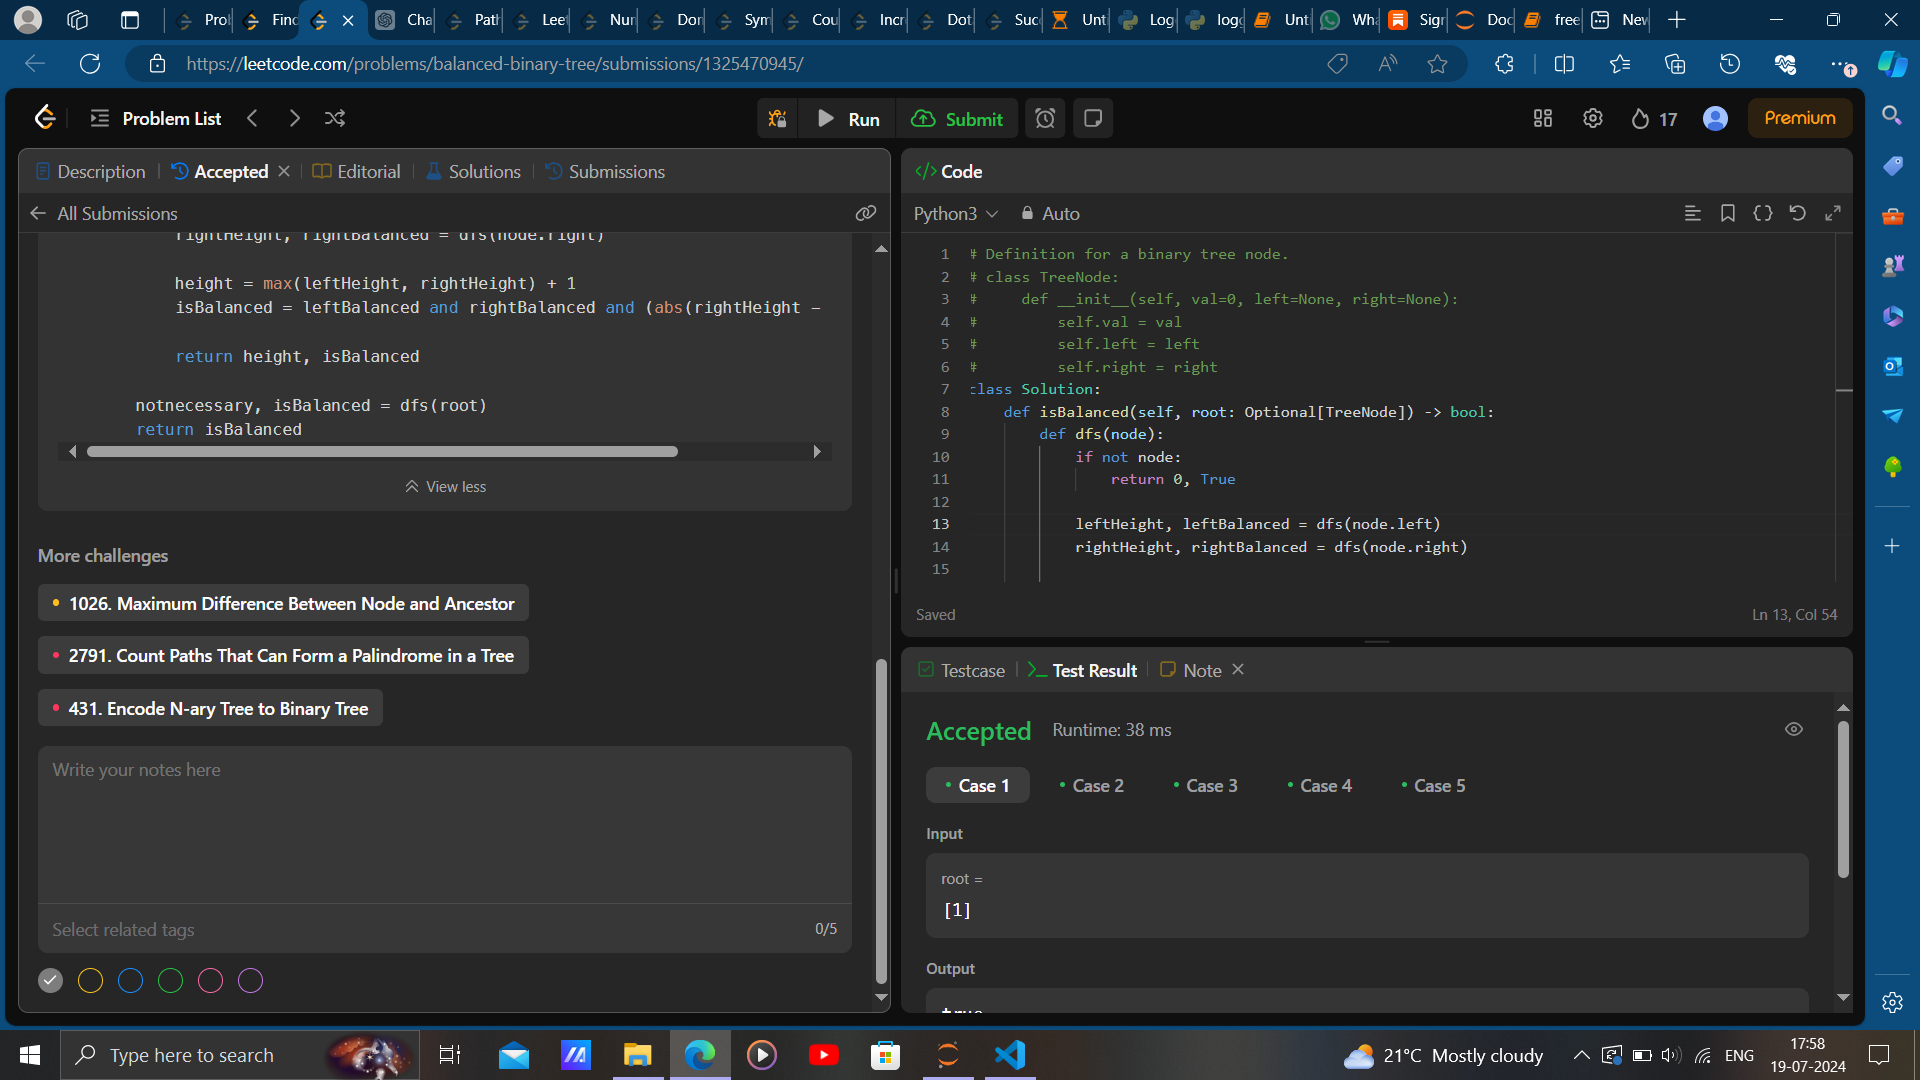 Prol
Find
Cha
Path
Leet
Nur
Don
Sym
Cou
Incr
Dot
Suc
Unt
Log
logg
Unt
Wha
Sigr
Doc
free
New
https://leetcode.com/problems/balanced-binary-tree/submissions/1325470945/
Problem List
Run
Submit
17
Premium
Description
Accepted
Editorial
Solutions
Submissions
All Submissions
rightHeight, rightBalanced = dfs(node.right)
height = max(leftHeight, rightHeight) + 1
isBalanced = leftBalanced and rightBalanced and (abs(rightHeight –
return height, isBalanced
notnecessary, isBalanced = dfs(root)
return isBalanced
View less
More challenges
1026. Maximum Difference Between Node and Ancestor
2791. Count Paths That Can Form a Palindrome in a Tree
431. Encode N-ary Tree to Binary Tree
Write your notes here
Select related tags
0/5
</> Code
Python3
Auto
1 # Definition for a binary tree node.
2 # class TreeNode:
3 # def __init__(self, val=0, left=None, right=None):
4 # self.val = val
5 # self.left = left
6 # self.right = right
7 class Solution:
8 def isBalanced(self, root: Optional[TreeNode]) -> bool:
9 def dfs(node):
10 if not node:
11 return 0, True
12
13 leftHeight, leftBalanced = dfs(node.left)
14 rightHeight, rightBalanced = dfs(node.right)
15
Saved
Ln 13, Col 54
Testcase
Test Result
Note
Accepted
Runtime: 38 ms
Case 1
Case 2
Case 3
Case 4
Case 5
Input
root =
[1]
Output
true
Type here to search
21°C Mostly cloudy
ENG
17:58
19-07-2024